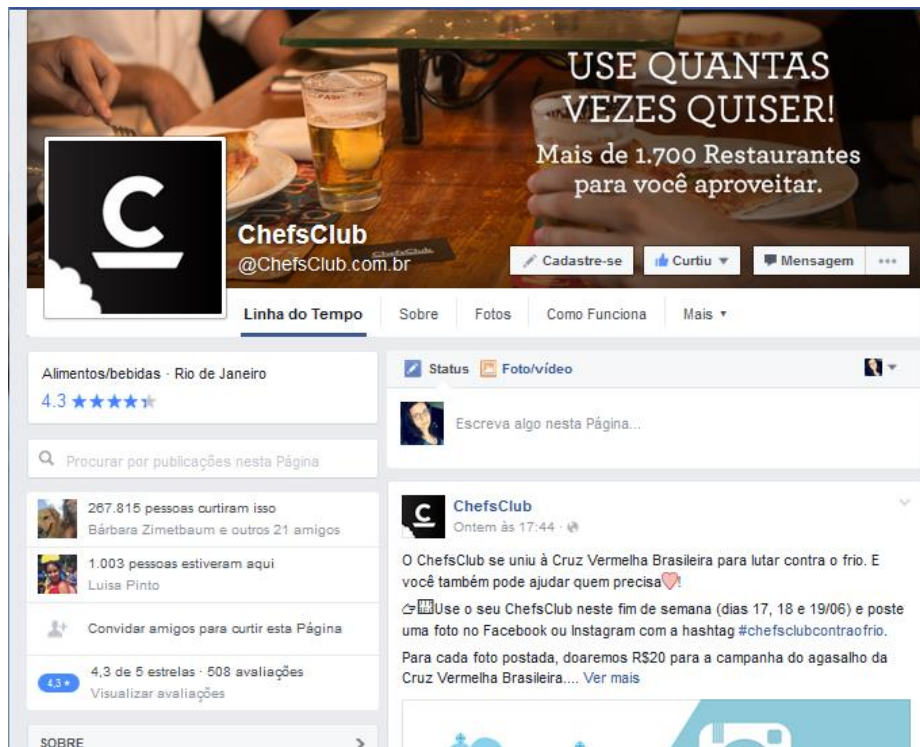 USE QUANTAS
VEZES QUISER!
Mais de 1.700 Restaurantes
para você aproveitar.
C
ChefsClub
ChefsClub
@ChefsClub.com.br
Cadastre-se
Curtiu
Mensagem
Linha do Tempo
Sobre
Fotos
Como Funciona
Mais
Alimentos/bebidas · Rio de Janeiro
4.3
Procurar por publicações nesta Página
267.815 pessoas curtiram isso
Bárbara Zimetbaum e outros 21 amigos
1.003 pessoas estiveram aqui
Luisa Pinto
Convidar amigos para curtir esta Página
4,3
4,3 de 5 estrelas · 508 avaliações
Visualizar avaliações
SOBRE
Status
Foto/vídeo
Escreva algo nesta Página...
C
ChefsClub
Ontem às 17:44 ·
O ChefsClub se uniu à Cruz Vermelha Brasileira para lutar contra o frio. E
você também pode ajudar quem precisa!
Use o seu ChefsClub neste fim de semana (dias 17, 18 e 19/06) e poste
uma foto no Facebook ou Instagram com a hashtag #chefsclubcontraofrio.
Para cada foto postada, doaremos R$20 para a campanha do agasalho da
Cruz Vermelha Brasileira.... Ver mais